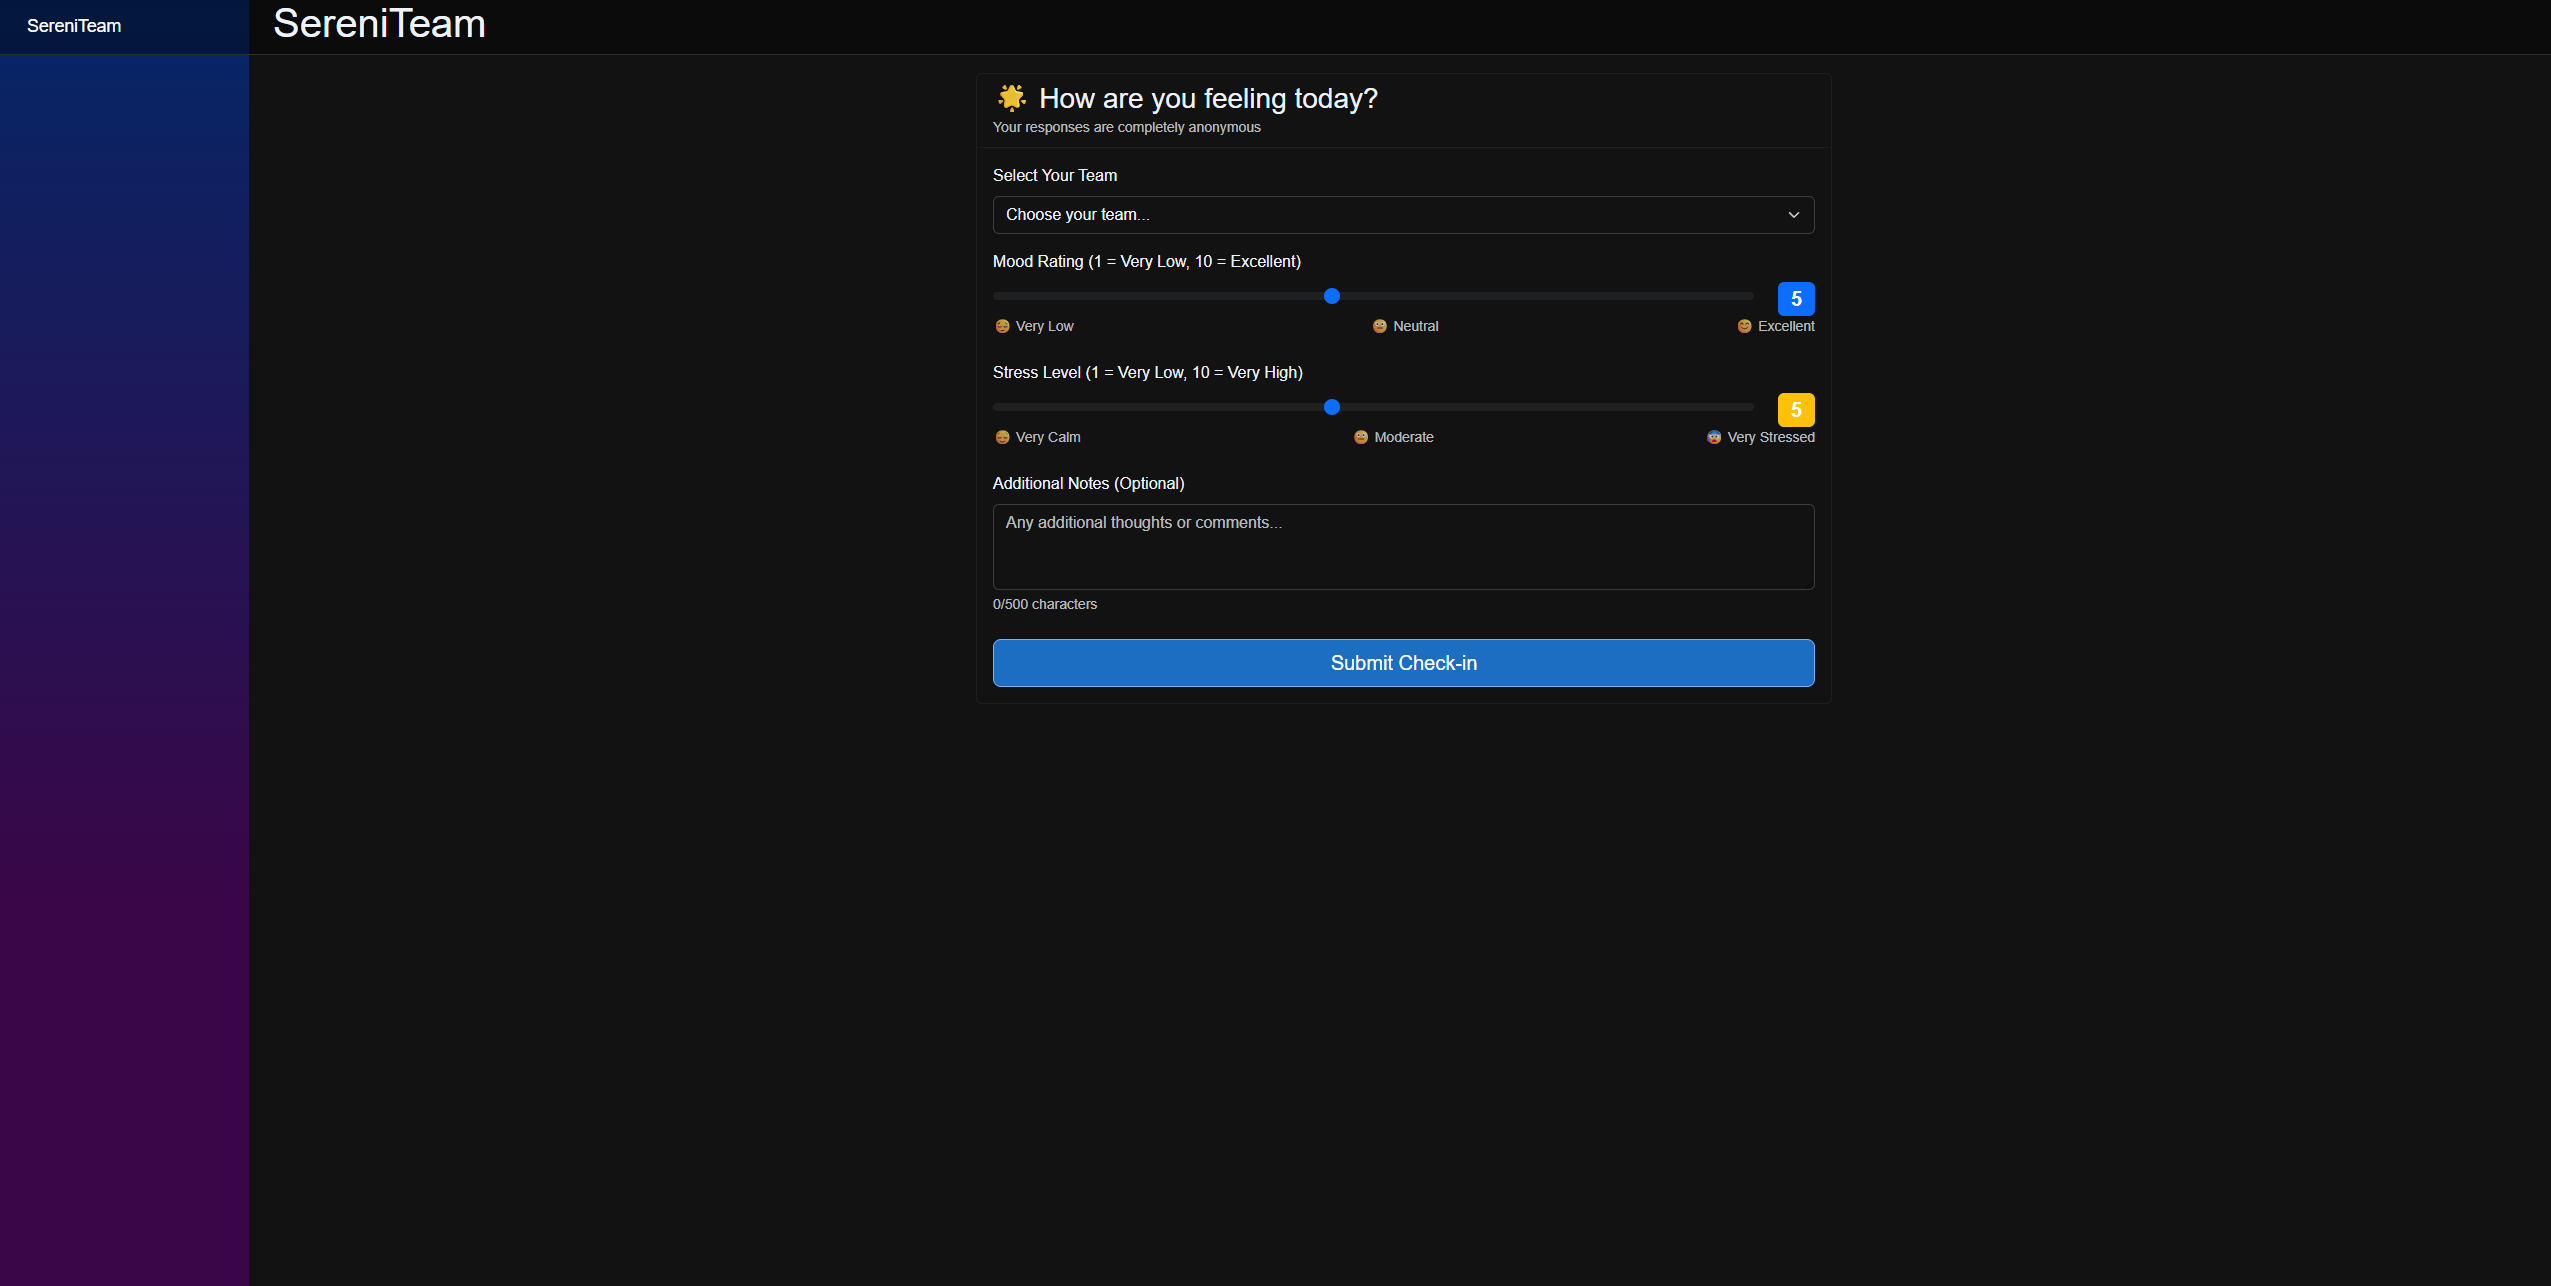 SereniTeam
SereniTeam
🌟 How are you feeling today?
Your responses are completely anonymous
Select Your Team
Choose your team...
Mood Rating (1 = Very Low, 10 = Excellent)
5
Very Low
Neutral
Excellent
Stress Level (1 = Very Low, 10 = Very High)
5
Very Calm
Moderate
Very Stressed
Additional Notes (Optional)
Any additional thoughts or comments...
0/500 characters
Submit Check-in